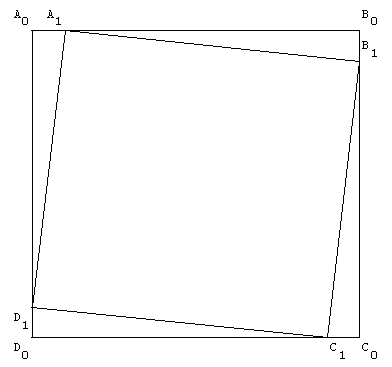 A₀ A₁ B₀
B₁
D₁
D₀ C₁ C₀